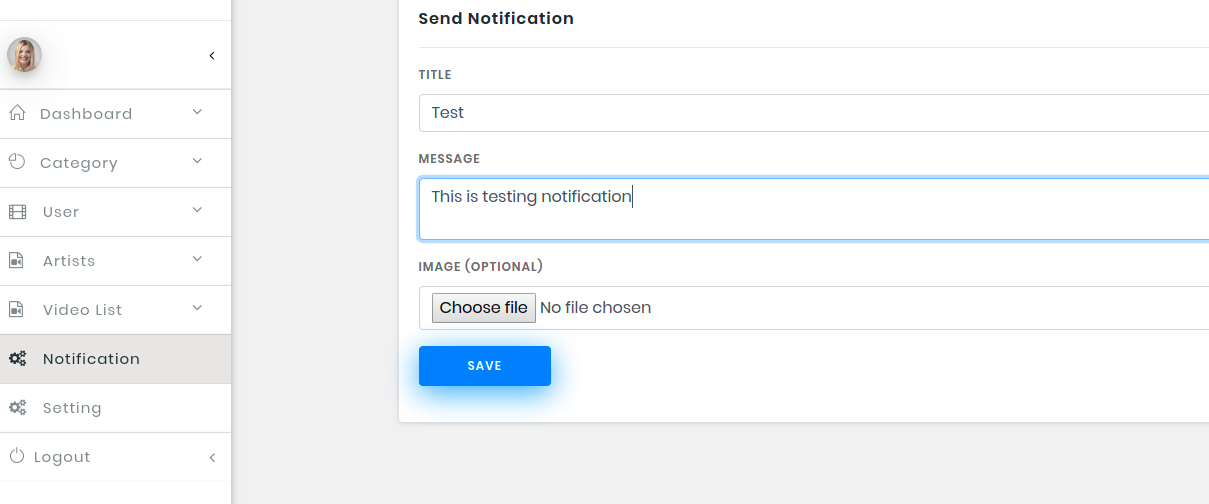 Send Notification
TITLE
Test
MESSAGE
This is testing notification
IMAGE (OPTIONAL)
Choose file No file chosen
SAVE
Dashboard
Category
User
Artists
Video List
Notification
Setting
Logout